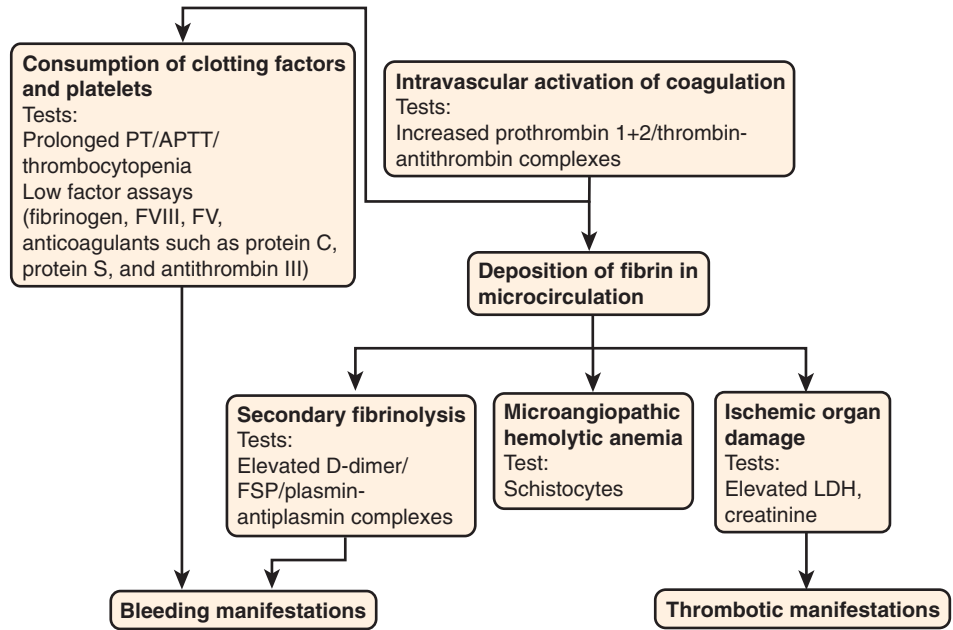 Consumption of clotting factors
and platelets
Tests:
Prolonged PT/APTT/
thrombocytopenia
Low factor assays
(fibrinogen, FVIII, FV,
anticoagulants such as protein C,
protein S, and antithrombin III)
Intravascular activation of coagulation
Tests:
Increased prothrombin 1+2/thrombin-
antithrombin complexes
Deposition of fibrin in
microcirculation
Secondary fibrinolysis
Tests:
Elevated D-dimer/
FSP/plasmin-
antiplasmin complexes
Microangiopathic
hemolytic anemia
Test:
Schistocytes
Ischemic organ
damage
Tests:
Elevated LDH,
creatinine
Bleeding manifestations
Thrombotic manifestations